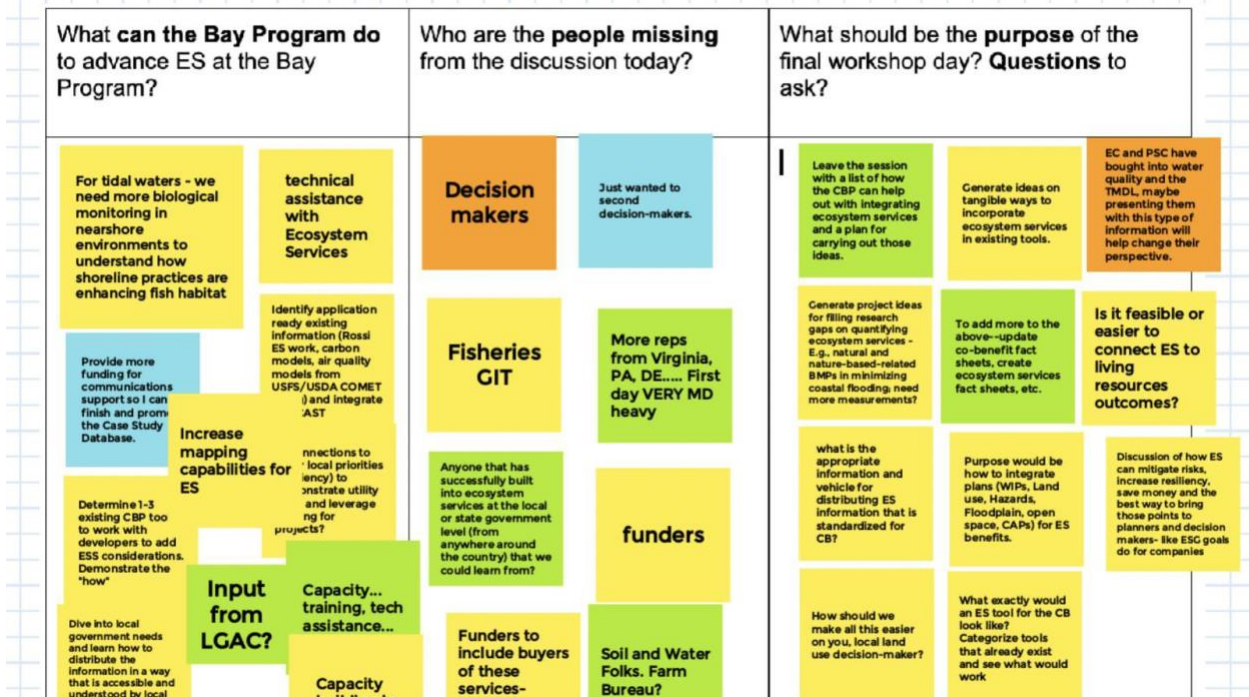 What can the Bay Program do
to advance ES at the Bay
Program?
Who are the people missing
from the discussion today?
What should be the purpose of the
final workshop day? Questions to
ask?
For tidal waters - we
need more biological
monitoring in
nearshore
environments to
understand how
shoreline practices are
enhancing fish habitat
technical
assistance
with
Ecosystem
Services
Provide more
funding for
communications
support so I can
finish and
the Case Study
Database.
Identify application
ready existing
information (Rossi
ES work, carbon
models, air quality
models from
USFS/USDA COMET
) and integrate
Increase
mapping
capabilities for
ES
local priorities
to
utility
and leverage
for
projects?
Determine 1-3
existing CBP
to work with
developers to add
ESS considerations.
Demonstrate the
"how"
Input
from
LGAC?
Capacity...
training, tech
assistance...
Dive into local
government needs
and learn how to
distribute the
information in a way
that is accessible and
understood by local
Capacity
Decision
makers
Just wanted to
second
decision-makers.
Fisheries
GIT
More reps
from Virginia,
PA, DE..... First
day VERY MD
heavy
Anyone that has
successfully built
into ecosystem
services at the local
or state government
level (from
anywhere around
the country) that we
could learn from?
funders
Funders to
include buyers
of these
services-
Soil and Water
Folks. Farm
Bureau?
Leave the session
with a list of how
the CBP can help
out with integrating
ecosystem services
and a plan for
carrying out those
ideas.
Generate ideas on
tangible ways to
incorporate
ecosystem services
in existing tools.
EC and PSC have
bought into water
quality and the
TMDL, maybe
presenting them
with this type of
information will
help change their
perspective.
Generate project ideas
for filling research
gaps on quantifying
ecosystem services -
E.g., natural and
nature-based-related
BMPs in minimizing
coastal flooding; need
more measurements?
To add more to the
above--update
co-benefit fact
sheets, create
ecosystem services
fact sheets, etc.
Is it feasible or
easier to
connect ES to
living
resources
outcomes?
what is the
appropriate
information and
vehicle for
distributing ES
information that is
standardized for
CB?
Purpose would be
how to integrate
plans (WIPs, Land
use, Hazards,
Floodplain, open
space, CAPs) for ES
benefits.
Discussion of how ES
can mitigate risks,
increase resiliency,
save money and the
best way to bring
those points to
planners and decision
makers- like ESG goals
do for companies
How should we
make all this easier
on you, local land
use decision-maker?
What exactly would
an ES tool for the CB
look like?
Categorize tools
that already exist
and see what would
work